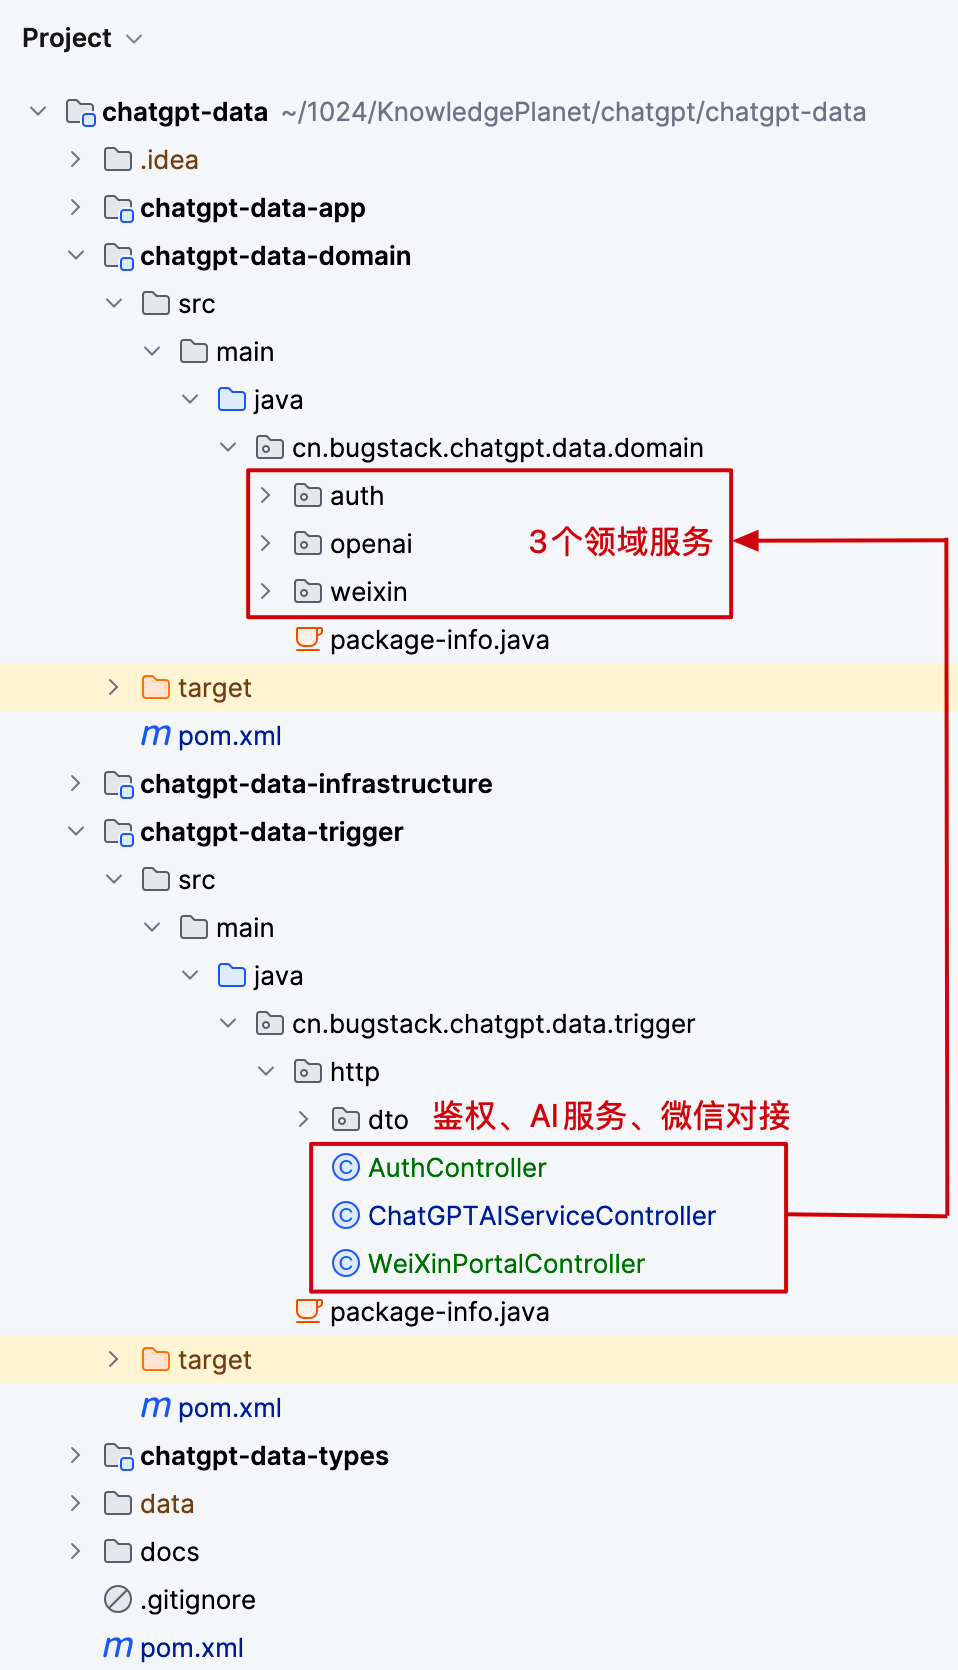 Project
chatgpt-data ~/1024/KnowledgePlanet/chatgpt/chatgpt-data
.idea
chatgpt-data-app
chatgpt-data-domain
src
main
java
cn.bugstack.chatgpt.data.domain
auth
openai 3个领域服务
weixin
package-info.java
target
pom.xml
chatgpt-data-infrastructure
chatgpt-data-trigger
src
main
java
cn.bugstack.chatgpt.data.trigger
http
dto 鉴权、AI服务、微信对接
AuthController
ChatGPTAIServiceController
WeiXinPortalController
package-info.java
target
pom.xml
chatgpt-data-types
data
docs
.gitignore
pom.xml